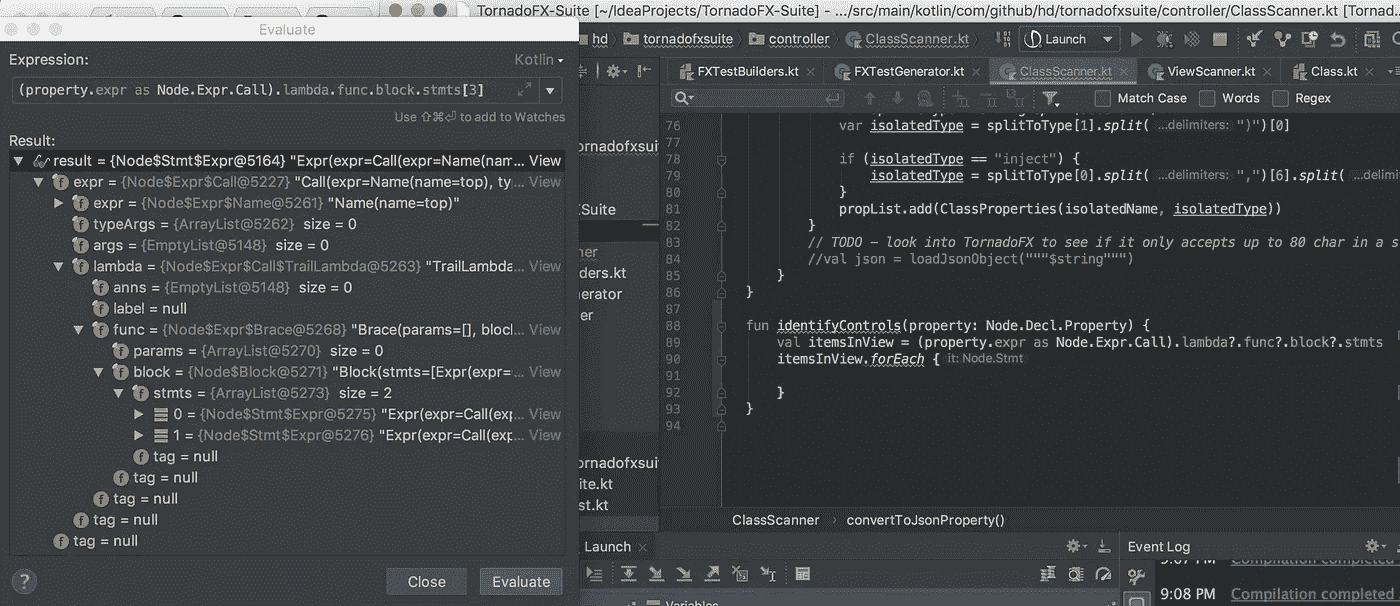 TornadoFX-Suite [~/IdeaProjects/TornadoFX-Suite] - .../src/main/kotlin/com/github/hd/tornadofxsuite/controller/ClassScanner.kt [Tornad...
Evaluate
Expression:
Kotlin
(property.expr as Node.Expr.Call).lambda.func.block.stmts[3]
Use ⇧⌘⏎ to add to Watches
Result:
result = {Node$Stmt$Expr@5164} "Expr(expr=Call(expr=Name(nam... View
expr = {Node$Expr$Call@5227} "Call(expr=Name(name=top), ty... View
expr = {Node$Expr$Name@5261} "Name(name=top)"
typeArgs = {ArrayList@5262} size = 0
args = {EmptyList@5148} size = 0
lambda = {Node$Expr$Call$TrailLambda@5263} "TrailLambda... View
anns = {EmptyList@5148} size = 0
label = null
func = {Node$Expr$Brace@5268} "Brace(params=[], block... View
params = {ArrayList@5270} size = 0
block = {Node$Block@5271} "Block(stmts=[Expr(expr=... View
stmts = {ArrayList@5273} size = 2
0 = {Node$Stmt$Expr@5275} "Expr(expr=Call(exp... View
1 = {Node$Stmt$Expr@5276} "Expr(expr=Call(exp... View
tag = null
tag = null
tag = null
tag = null
tag = null
? Close Evaluate
hd tornadofxsuite controller ClassScanner.kt Launch
FXTestBuilders.kt FXTestGenerator.kt ClassScanner.kt ViewScanner.kt Class.kt
Match Case Words Regex
ornadofxsui
Suite
ders.kt
enerator
er
ornadofxsui
ite.kt
st.kt
76 var isolatedType = splitToType[1].split( ...delimiters: ")")[0]
77
78 if (isolatedType == "inject") {
79 isolatedType = splitToType[0].split( ...delimiters: ",")[6].split( ...delimi
80 }
81 propList.add(ClassProperties(isolatedName, isolatedType))
82 }
83 // TODO – look into TornadoFX to see if it only accepts up to 80 char in a s
84 //val json = loadJsonObject("""$string""")
85 }
86 }
87
88 fun identifyControls(property: Node.Decl.Property) {
89 val itemsInView = (property.expr as Node.Expr.Call).lambda?.func?.block?.stmts
90 itemsInView.forEach { it: Node.Stmt
91
92 }
93 }
94
ClassScanner › convertToJsonProperty()
Launch
Event Log
9:07 PM Compilation completed
9:08 PM Compilation completed
Variables